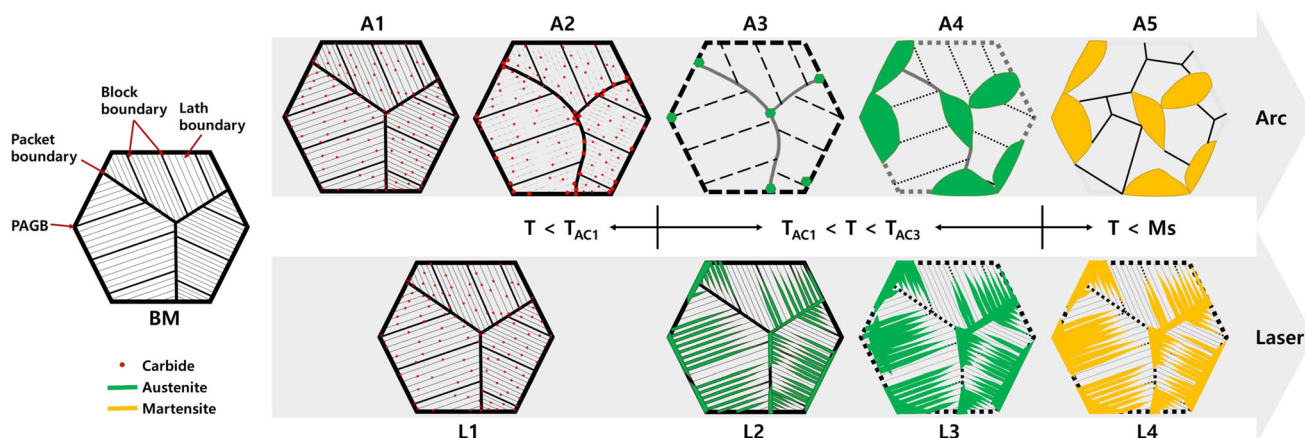 A1
A2
A3
A4
A5
Block
boundary
Lath
boundary
Packet
boundary
PAGB
BM
Arc
T < TAC1
TAC1 < T < TAC3
T < Ms
Carbide
Austenite
Martensite
Laser
L1
L2
L3
L4